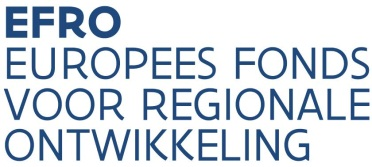 EFRO
EUROPEES FONDS
VOOR REGIONALE
ONTWIKKELING